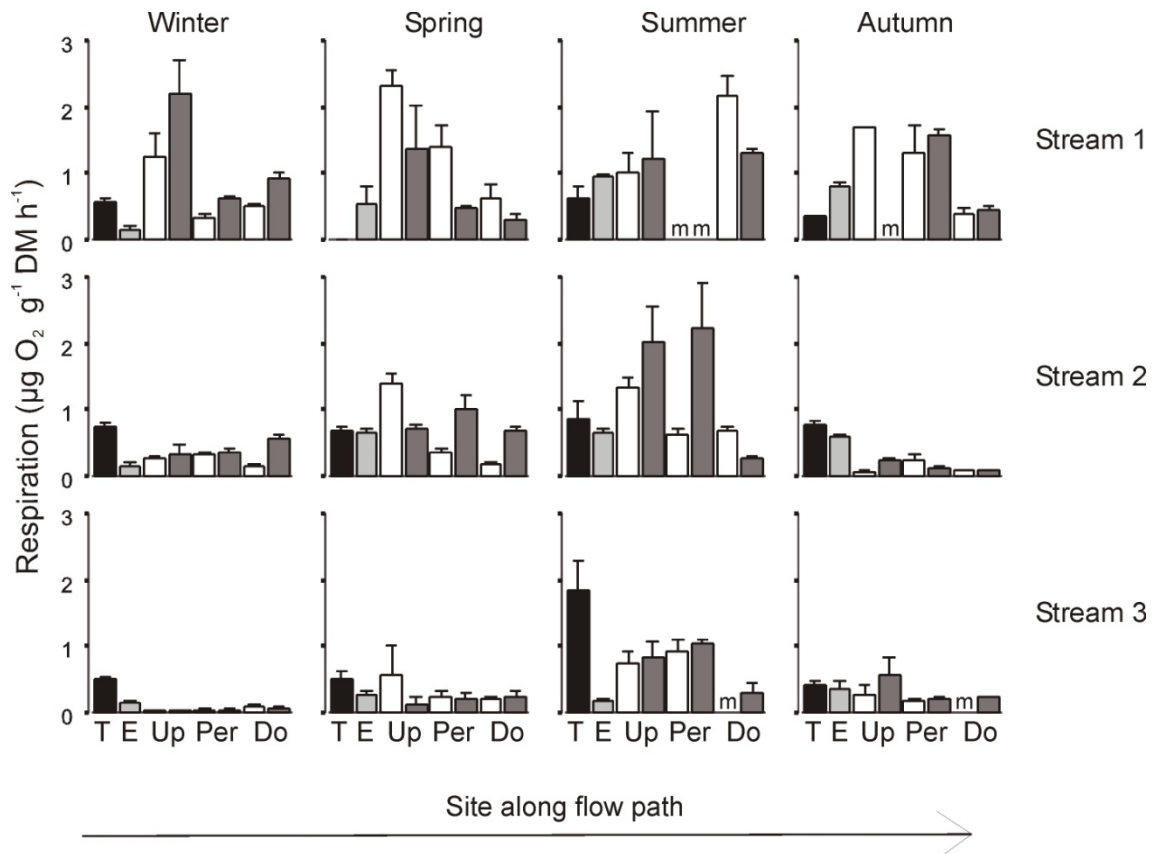 Winter Spring Summer Autumn
Respiration (µg O₂ g⁻¹ DM h⁻¹)
3
2
1
0
m m
m
Stream 1
3
2
1
0
Stream 2
3
2
1
0
m
m
Stream 3
T E Up Per Do T E Up Per Do T E Up Per Do T E Up Per Do
Site along flow path